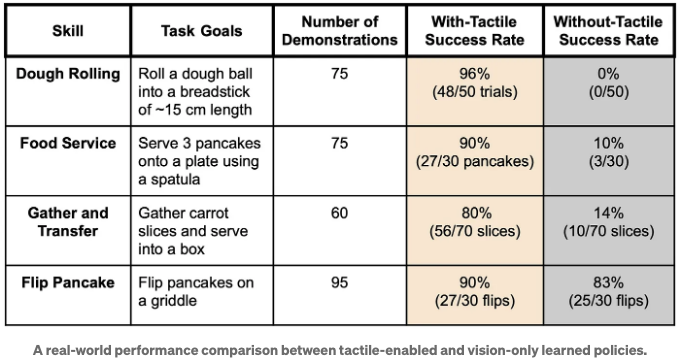 Skill Task Goals Number of Demonstrations With-Tactile Success Rate Without-Tactile Success Rate
Dough Rolling
Roll a dough ball
into a breadstick
of ~15 cm length
75
96%
(48/50 trials)
0%
(0/50)
Food Service
Serve 3 pancakes
onto a plate using
a spatula
75
90%
(27/30 pancakes)
10%
(3/30)
Gather and
Transfer
Gather carrot
slices and serve
into a box
60
80%
(56/70 slices)
14%
(10/70 slices)
Flip Pancake
Flip pancakes on
a griddle
95
90%
(27/30 flips)
83%
(25/30 flips)
A real-world performance comparison between tactile-enabled and vision-only learned policies.